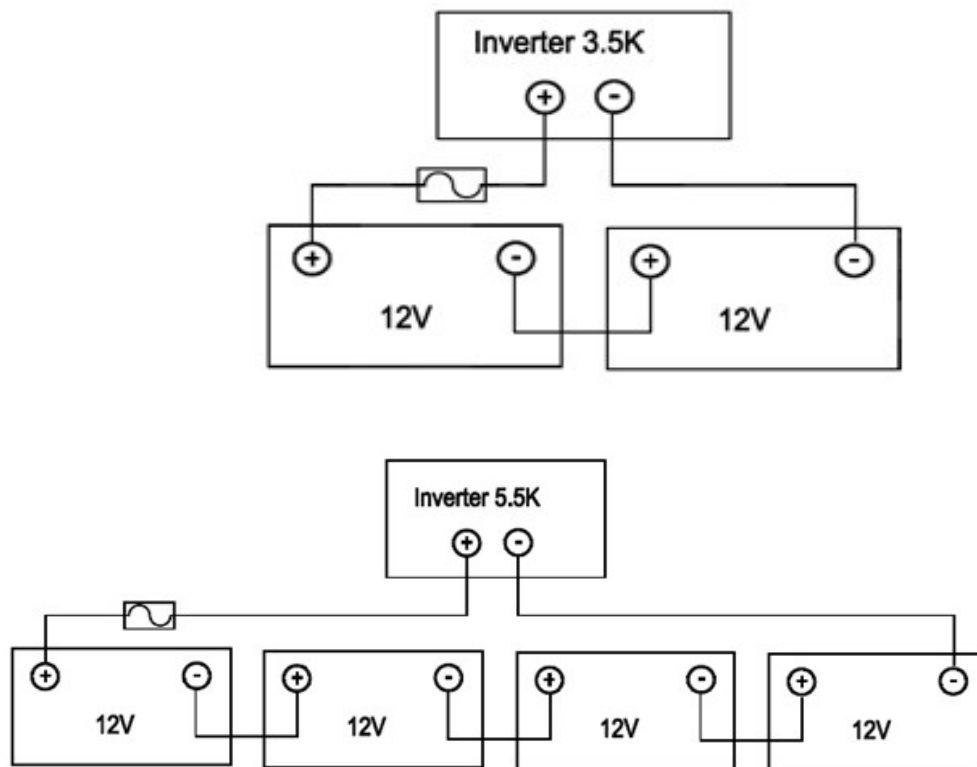 Inverter 3.5K
+ -
+ - + -
12V 12V
Inverter 5.5K
+ -
+ - + - + - + -
12V 12V 12V 12V